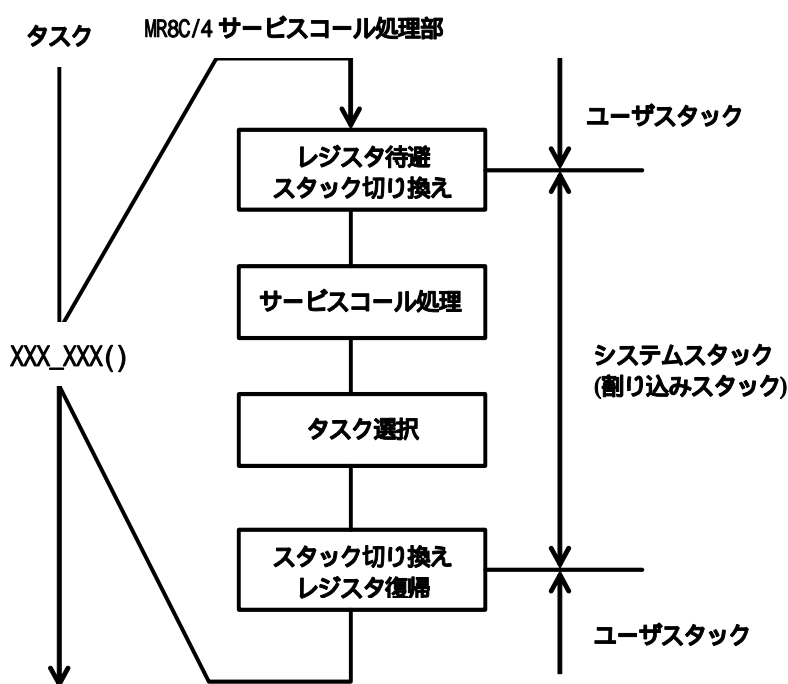 タスク
MR8C/4 サービスコール処理部
ユーザスタック
レジスタ待避
スタック切り換え
サービスコール処理
XXX_XXX()
システムスタック
(割り込みスタック)
タスク選択
スタック切り換え
レジスタ復帰
ユーザスタック